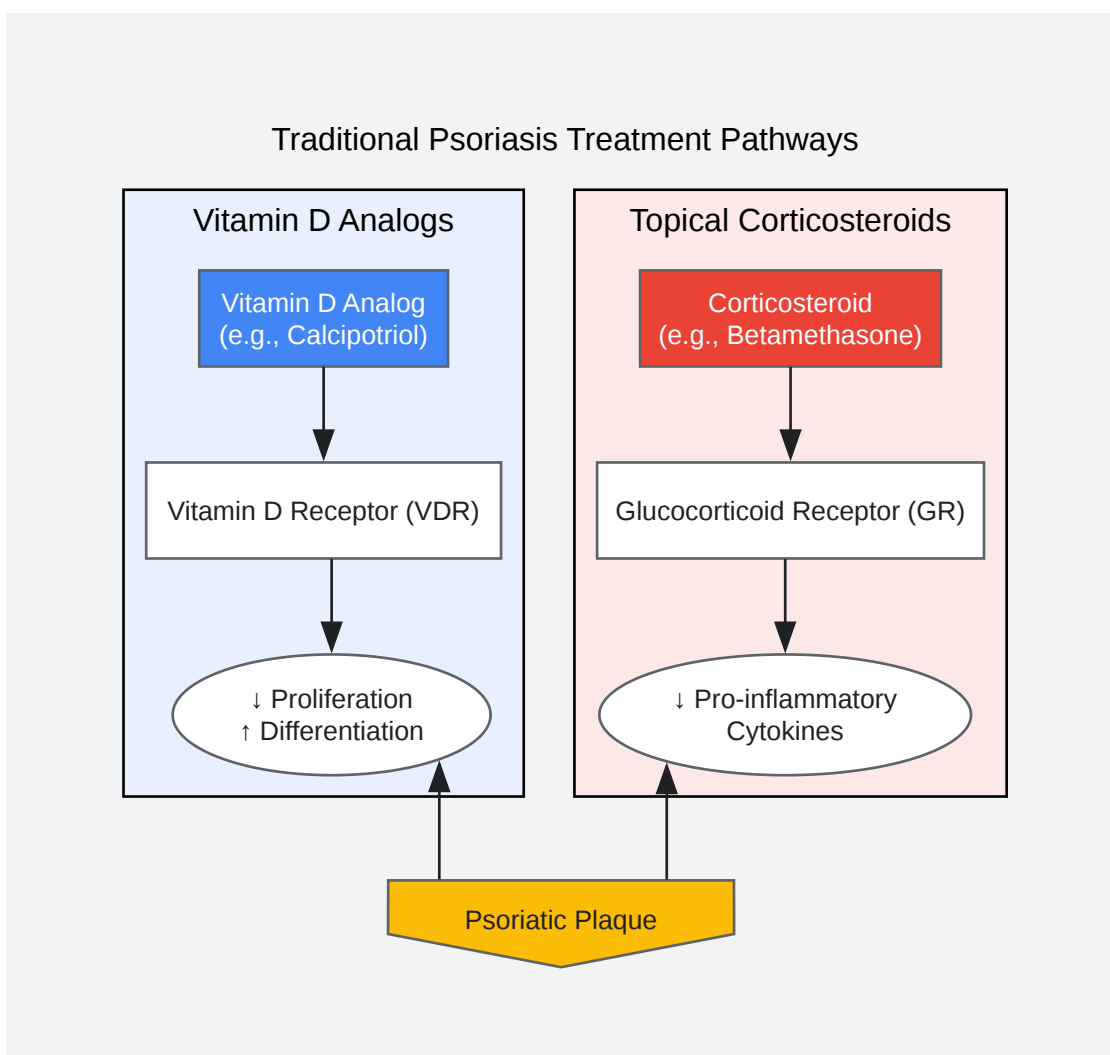 Traditional Psoriasis Treatment Pathways
Vitamin D Analogs
Vitamin D Analog
(e.g., Calcipotriol)
Vitamin D Receptor (VDR)
↓ Proliferation
↑ Differentiation
Topical Corticosteroids
Corticosteroid
(e.g., Betamethasone)
Glucocorticoid Receptor (GR)
↓ Pro-inflammatory
Cytokines
Psoriatic Plaque